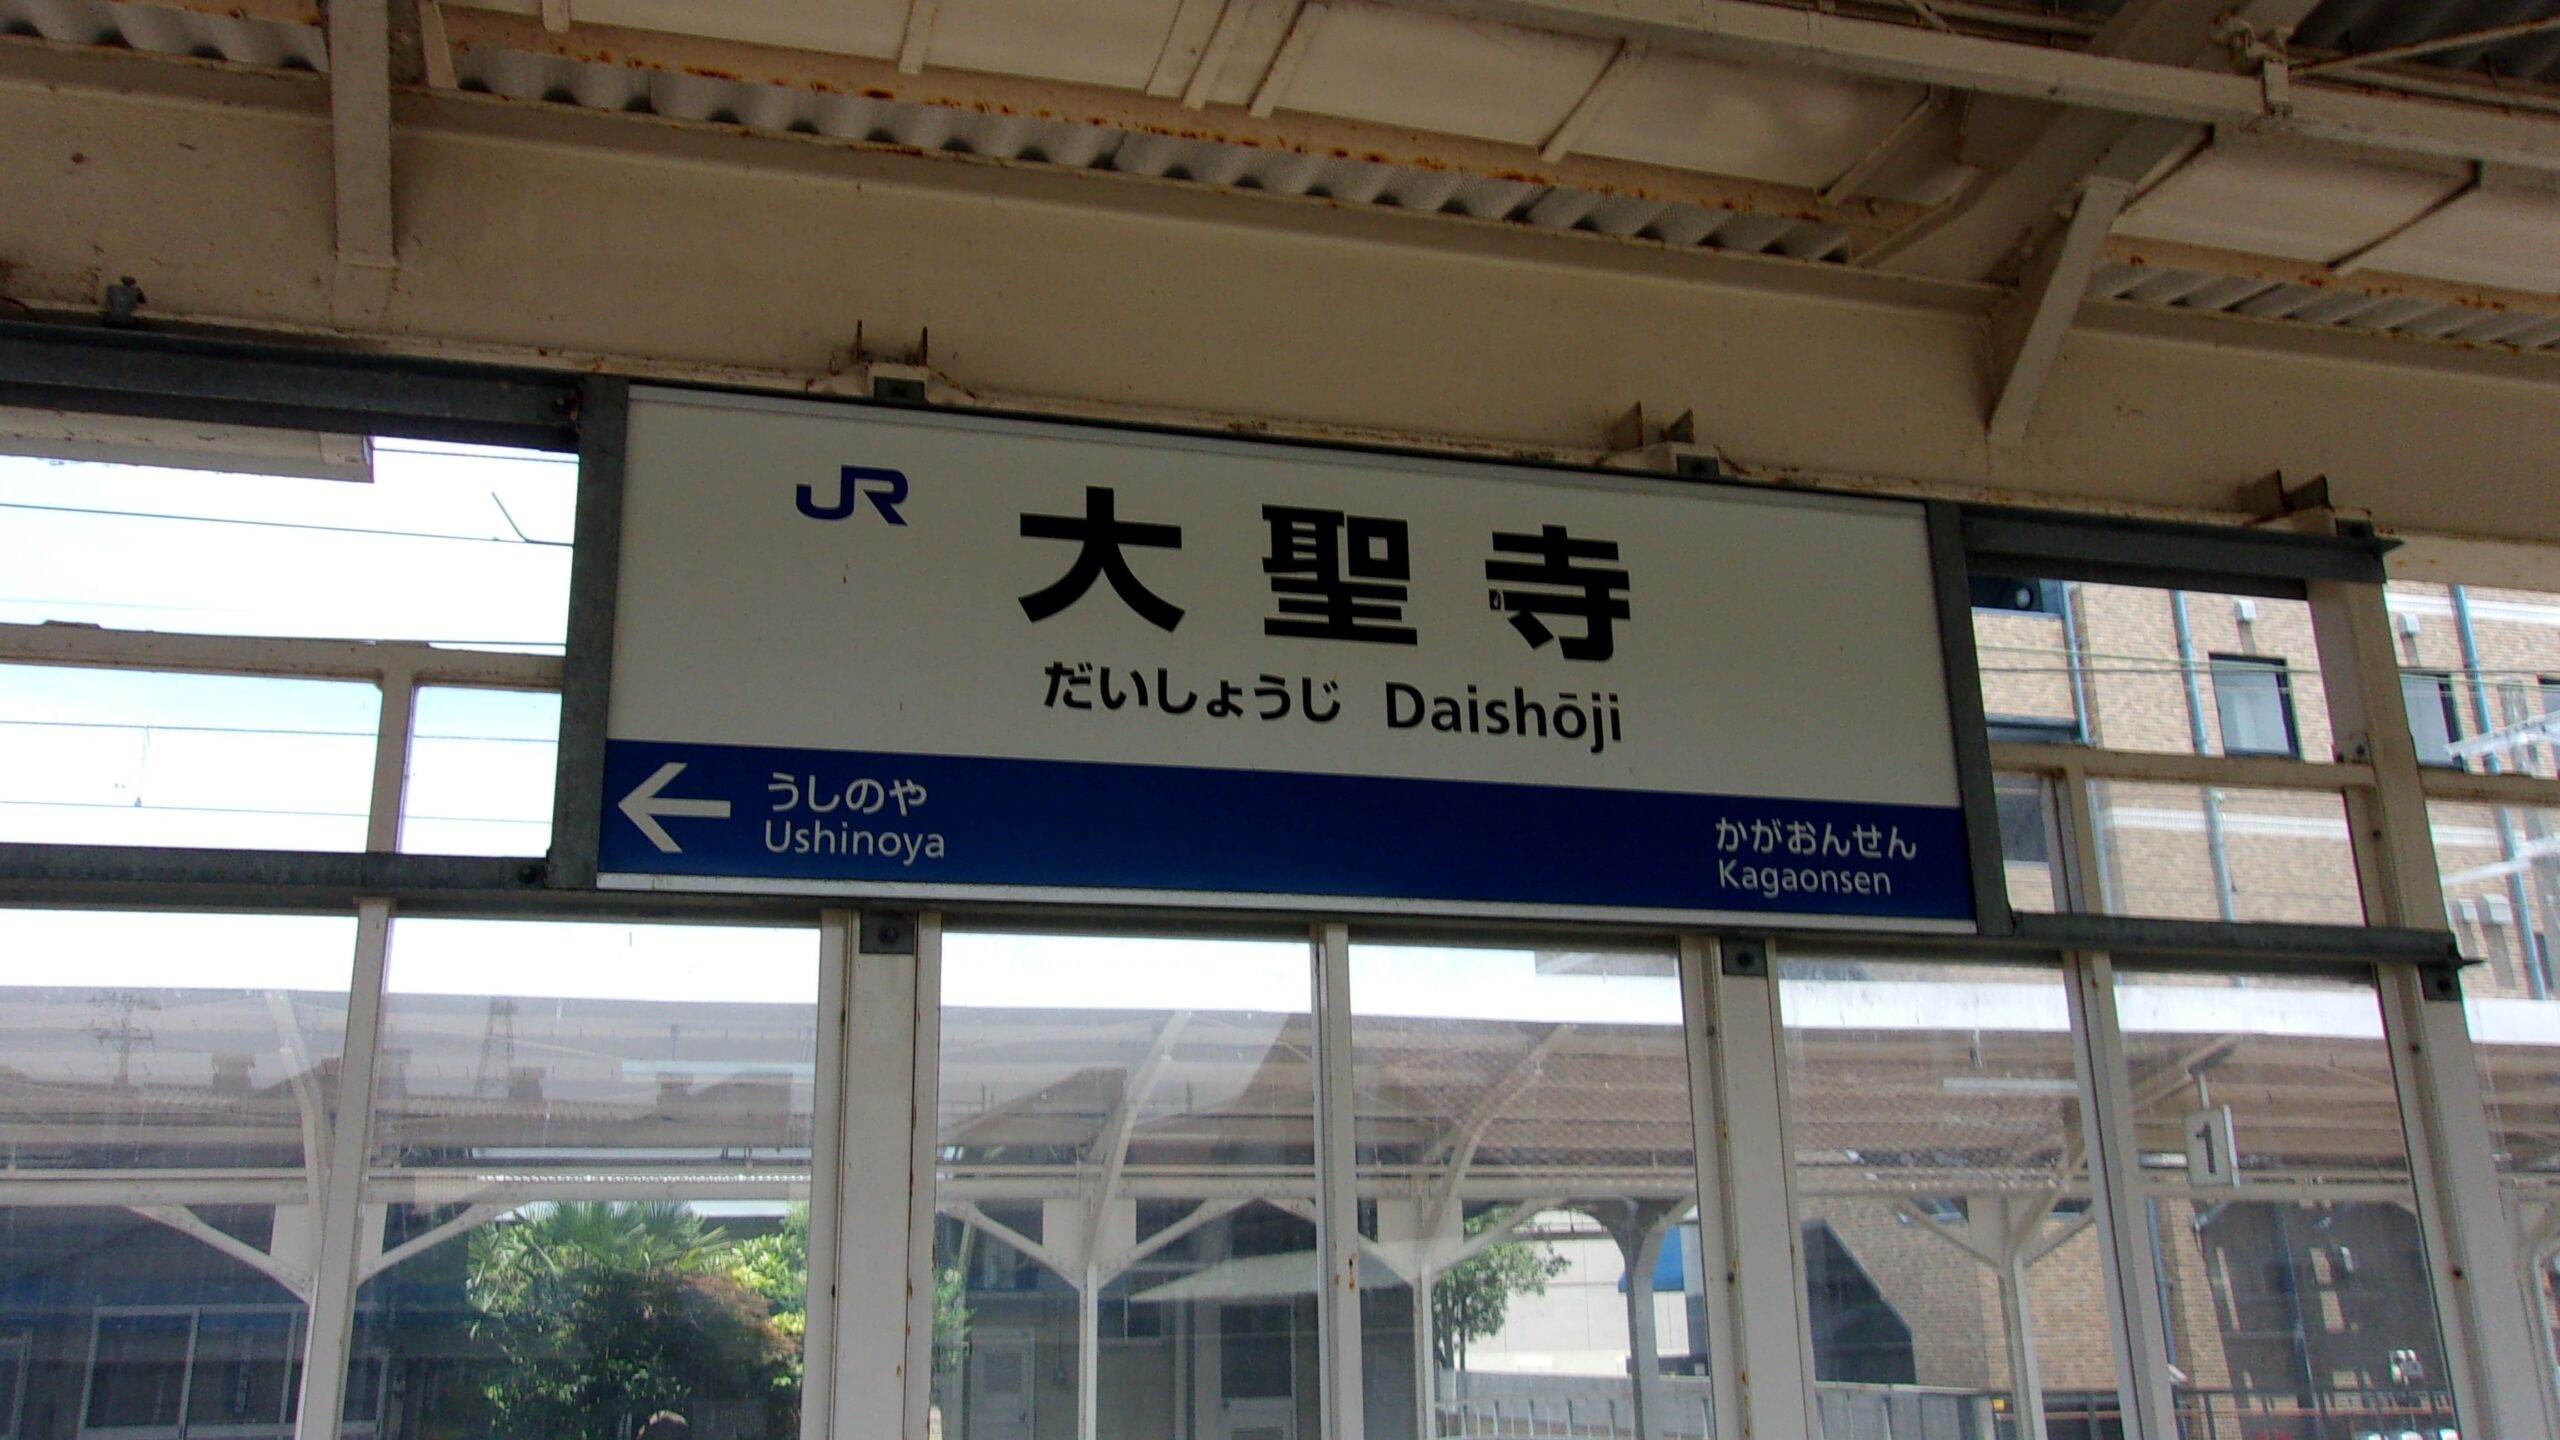 JR 大聖寺
だいしょうじ Daishōji
← うしのや
Ushinoya
かがおんせん
Kagaonsen
1